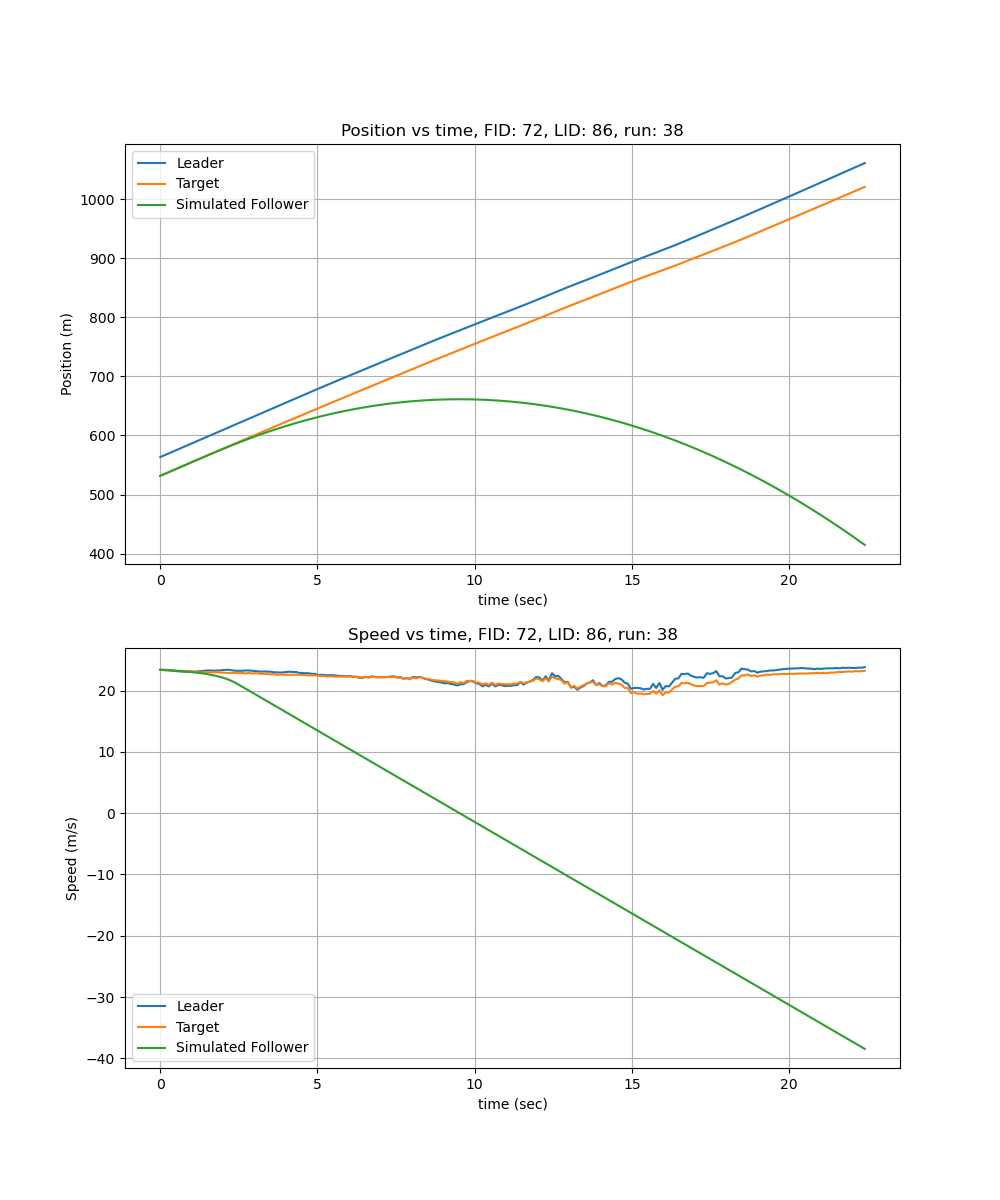 Position vs time, FID: 72, LID: 86, run: 38
Leader
Target
Simulated Follower
1000
900
800
700
600
500
400
Position (m)
0 5 10 15 20
time (sec)
Speed vs time, FID: 72, LID: 86, run: 38
20
10
0
−10
−20
−30
−40
Speed (m/s)
Leader
Target
Simulated Follower
0 5 10 15 20
time (sec)